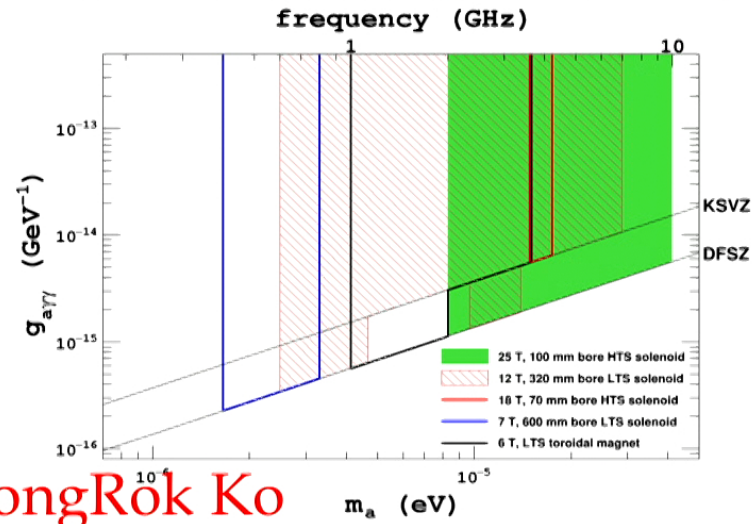 frequency (GHz)
1 10
10⁻¹³
10⁻¹⁴
10⁻¹⁵
10⁻¹⁶
g_aγγ (GeV⁻¹)
KSVZ
DFSZ
25 T, 100 mm bore HTS solenoid
12 T, 320 mm bore LTS solenoid
18 T, 70 mm bore HTS solenoid
7 T, 600 mm bore LTS solenoid
6 T, LTS toroidal magnet
10⁻⁵
ongRok Ko
m_a (eV)